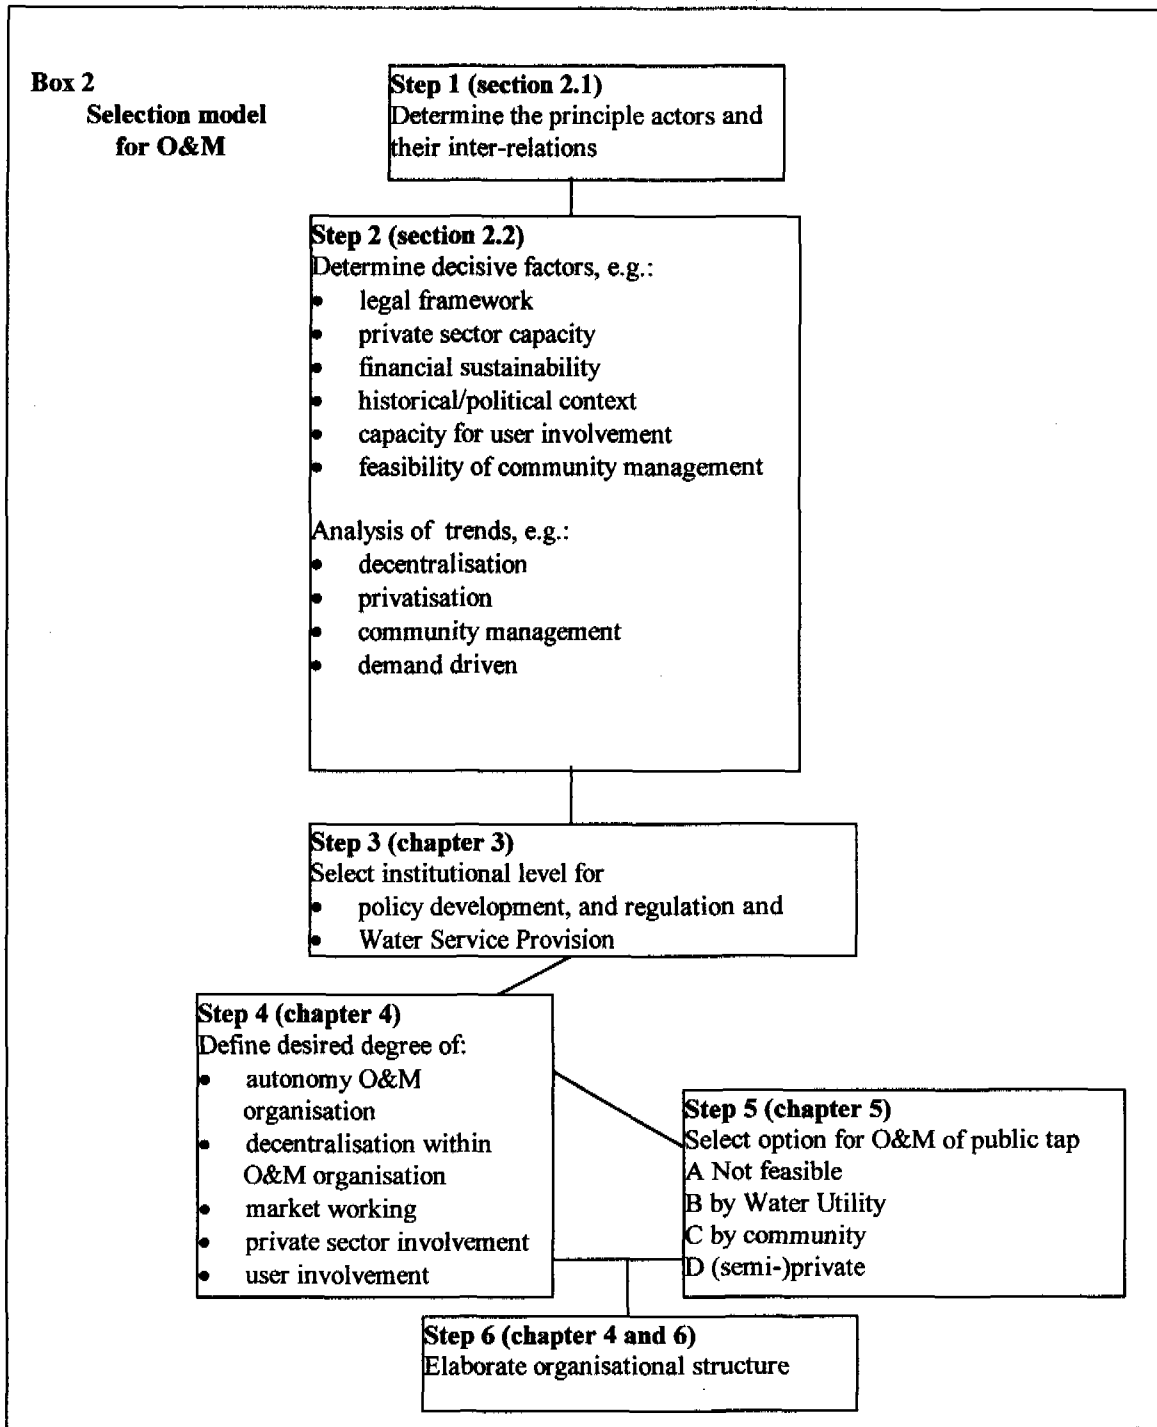 Box 2
Selection model
for O&M
Step 1 (section 2.1)
Determine the principle actors and
their inter-relations
Step 2 (section 2.2)
Determine decisive factors, e.g.:
• legal framework
• private sector capacity
• financial sustainability
• historical/political context
• capacity for user involvement
• feasibility of community management
Analysis of trends, e.g.:
• decentralisation
• privatisation
• community management
• demand driven
Step 3 (chapter 3)
Select institutional level for
• policy development, and regulation and
• Water Service Provision
Step 4 (chapter 4)
Define desired degree of:
• autonomy O&M
organisation
• decentralisation within
O&M organisation
• market working
• private sector involvement
• user involvement
Step 5 (chapter 5)
Select option for O&M of public tap
A Not feasible
B by Water Utility
C by community
D (semi-)private
Step 6 (chapter 4 and 6)
Elaborate organisational structure